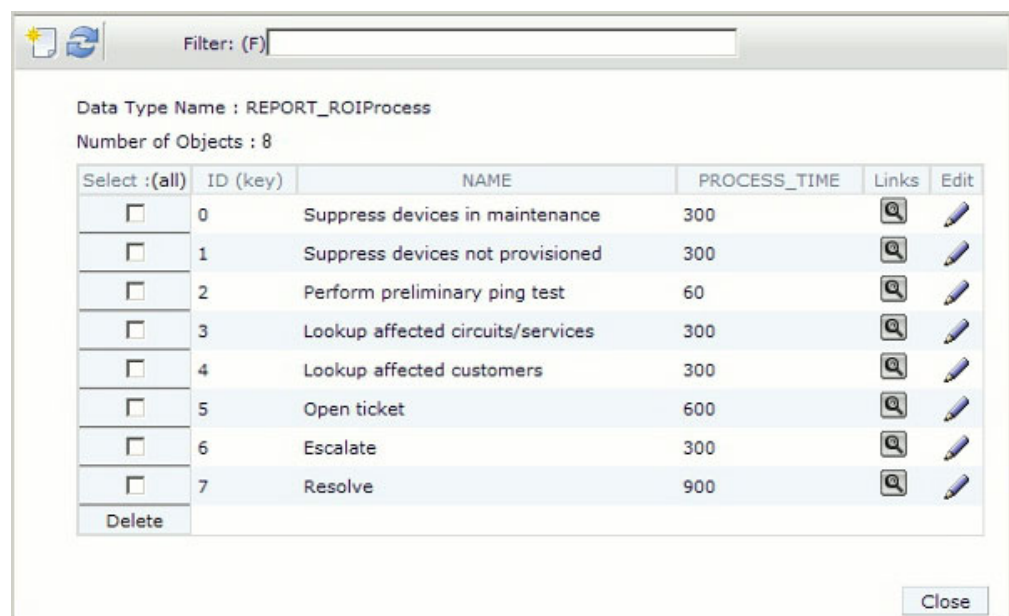 Filter: (F)
Data Type Name : REPORT_ROIProcess
Number of Objects : 8
Select :(all) ID (key) NAME PROCESS_TIME Links Edit
0 Suppress devices in maintenance 300
1 Suppress devices not provisioned 300
2 Perform preliminary ping test 60
3 Lookup affected circuits/services 300
4 Lookup affected customers 300
5 Open ticket 600
6 Escalate 300
7 Resolve 900
Delete
Close